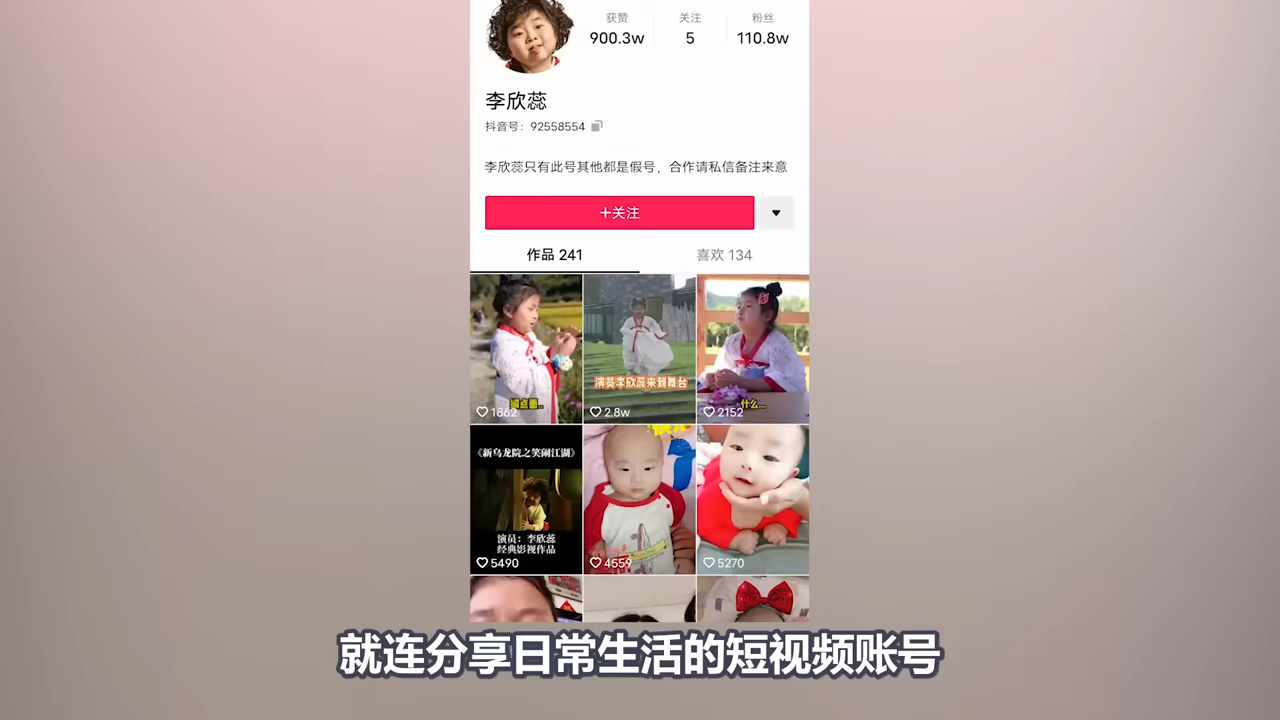 获赞 关注 粉丝
900.3w 5 110.8w
李欣蕊
抖音号：92558554
李欣蕊只有此号其他都是假号，合作请私信备注来意
+关注
作品 241 喜欢 134
演员李欣蕊来到舞台
什么...
1862 2.8w 2152
《新乌龙院之笑闹江湖》
演员：李欣蕊
经典影视作品
5490 4559 5270
就连分享日常生活的短视频账号